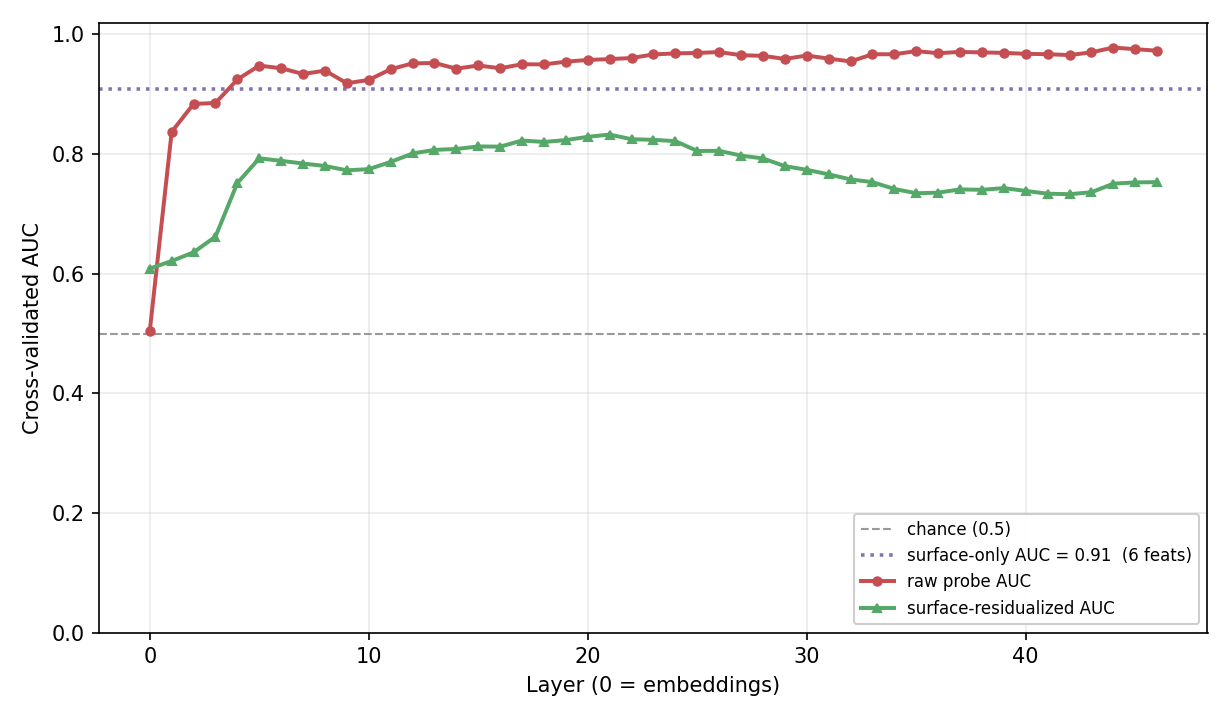 1.0
0.8
0.6
0.4
0.2
0.0
Cross-validated AUC
chance (0.5)
surface-only AUC = 0.91 (6 feats)
raw probe AUC
surface-residualized AUC
0 10 20 30 40
Layer (0 = embeddings)